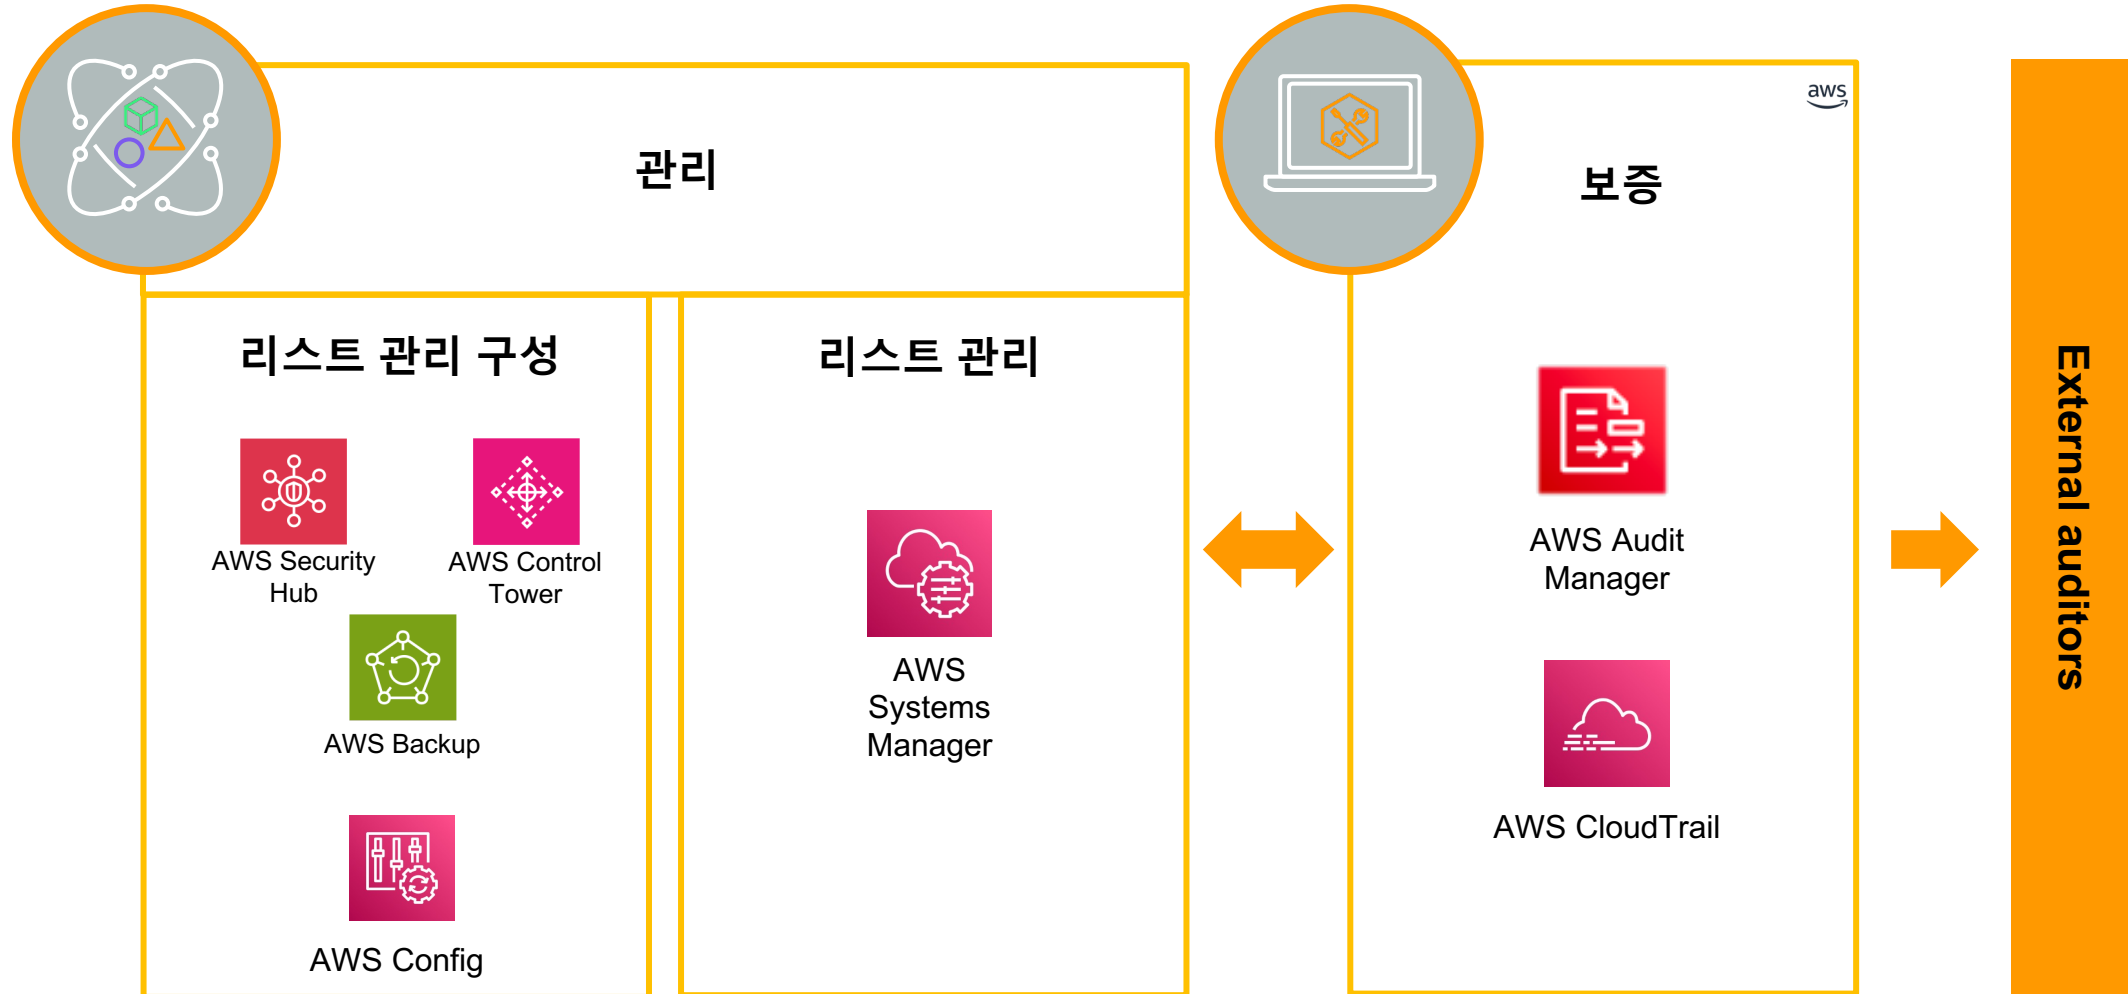 관리
리스트 관리 구성
AWS Security
Hub
AWS Control
Tower
AWS Backup
AWS Config
리스트 관리
AWS
Systems
Manager
aws
보증
AWS Audit
Manager
AWS CloudTrail
External auditors